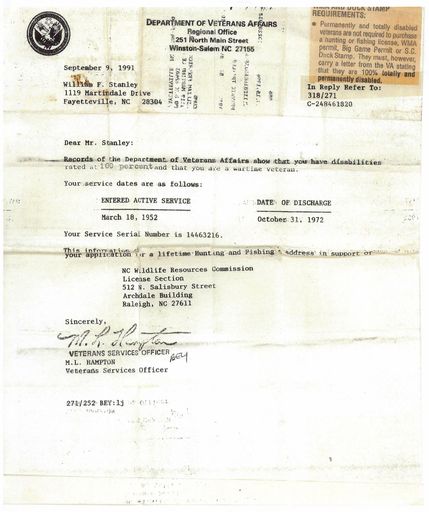 DEPARTMENT OF VETERANS AFFAIRS
Regional Office
251 North Main Street
Winston-Salem NC 27155
AND DUCK STAMP
REQUIREMENTS:
Permanently and totally disabled
veterans are not required to purchase
a hunting or fishing license, WMA
permit, Big Game Permit or S.C.
Duck Stamp. They must, however,
carry a letter from the VA stating
that they are 100% totally and
permanently disabled.
September 9, 1991
William F. Stanley
1119 Martindale Drive
Fayetteville, NC 28304
In Reply Refer To:
318/271
C-248461820
Dear Mr. Stanley:
Records of the Department of Veterans Affairs show that you have disabilities
rated at 100 percent and that you are a wartime veteran.
Your service dates are as follows:
ENTERED ACTIVE SERVICE DATE OF DISCHARGE
March 18, 1952 October 31, 1972
Your Service Serial Number is 14463216.
This information
your application for a lifetime Hunting and Fishing address in support or
NC Wildlife Resources Commission
License Section
512 N. Salisbury Street
Archdale Building
Raleigh, NC 27611
Sincerely,
M. L. Hampton
VETERANS SERVICES OFFICER
M.L. HAMPTON
Veterans Services Officer
BEY
271/252 BEY:lj